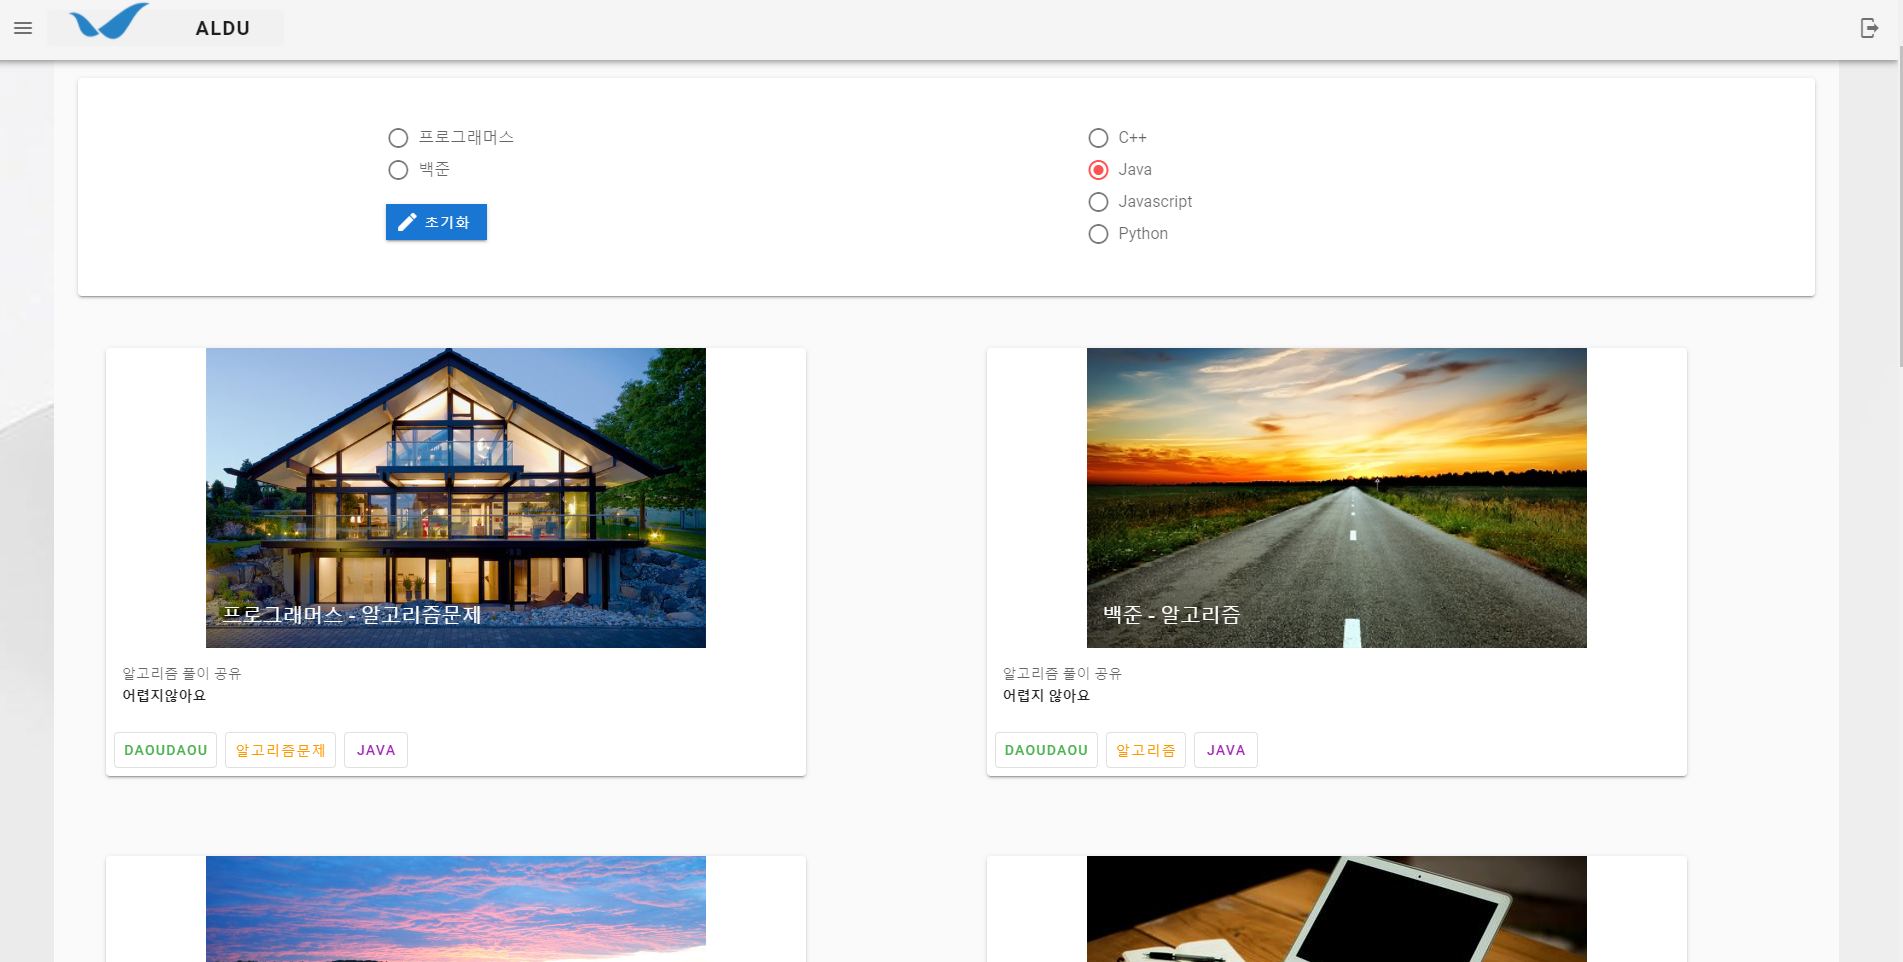 ALDU
프로그래머스
백준
초기화
C++
Java
Javascript
Python
프로그래머스 - 알고리즘문제
알고리즘 풀이 공유
어렵지않아요
DAOUDAOU 알고리즘문제 JAVA
백준 - 알고리즘
알고리즘 풀이 공유
어렵지 않아요
DAOUDAOU 알고리즘 JAVA